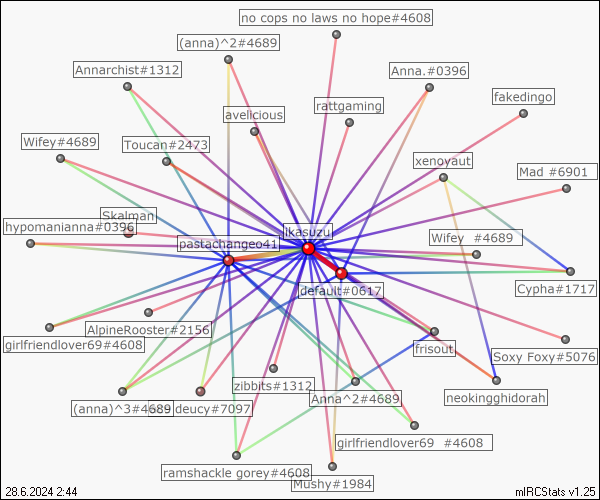 no cops no laws no hope#4608
(anna)^2#4689
Annarchist#1312
Anna.#0396
fakedingo
avelicious
rattgaming
Wifey#4689
Toucan#2473
xenoyaut
Mad #6901
Skalman
hypomanianna#0396
likasuzu
pastachangeo41
Wifey #4689
default#0617
Cypha#1717
AlpineRooster#2156
girlfriendlover69#4608
frisout
Soxy Foxy#5076
zibbits#1312
Anna^2#4689
neokingghidorah
(anna)^3#4689
deucy#7097
girlfriendlover69 #4608
ramshackle gorey#4608
Mushy#1984
28.6.2024 2:44
mIRCStats v1.25